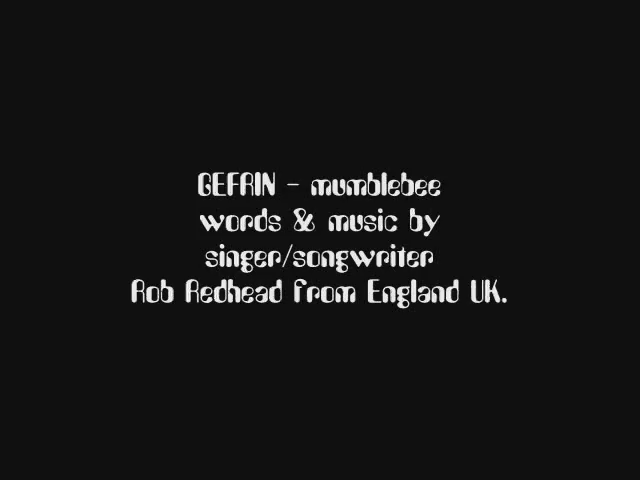 GEFRIN - mumblebee
words & music by
singer/songwriter
Rob Redhead from England UK.